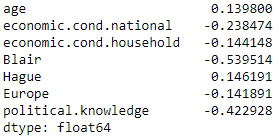 age 0.139800
economic.cond.national -0.238474
economic.cond.household -0.144148
Blair -0.539514
Hague 0.146191
Europe -0.141891
political.knowledge -0.422928
dtype: float64